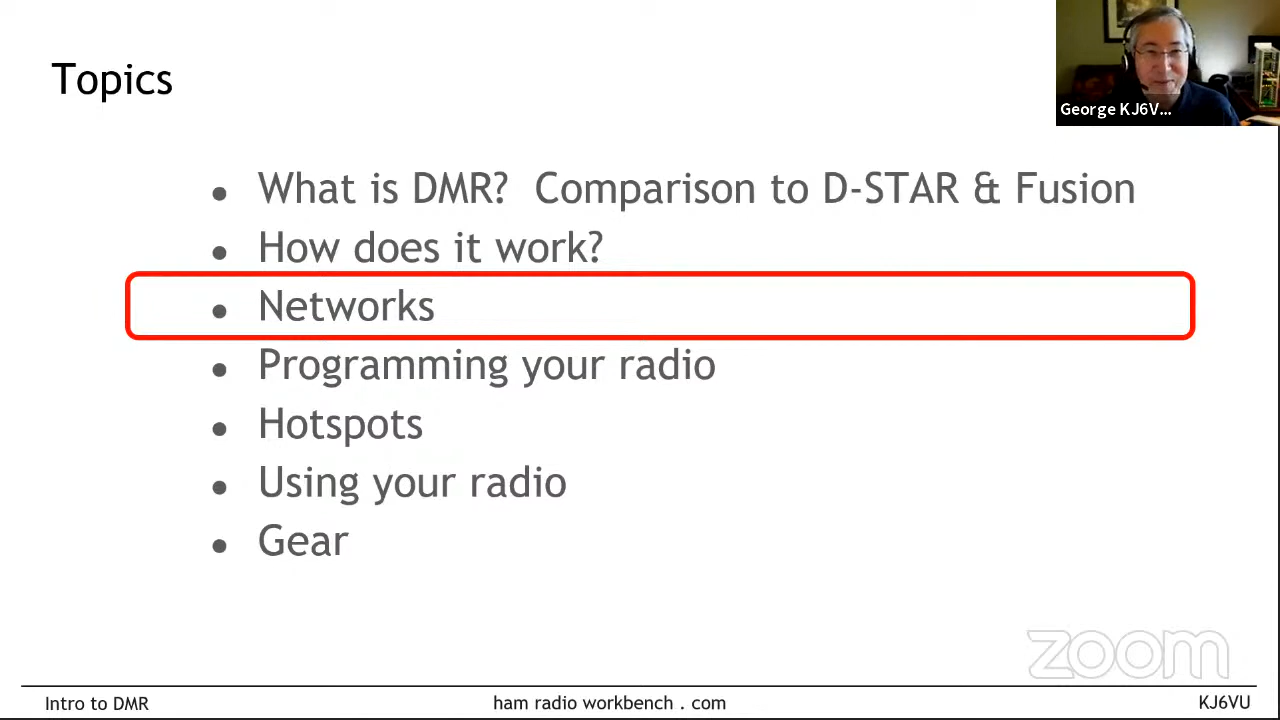 Topics
George KJ6V...
What is DMR? Comparison to D-STAR & Fusion
How does it work?
Networks
Programming your radio
Hotspots
Using your radio
Gear
zoom
Intro to DMR
ham radio workbench . com
KJ6VU